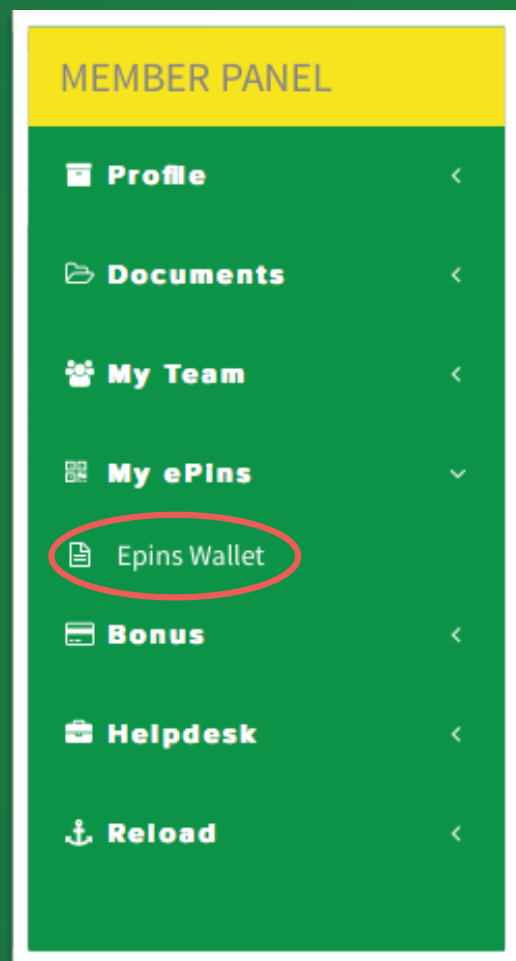 MEMBER PANEL
Profile
Documents
My Team
My ePins
Epins Wallet
Bonus
Helpdesk
Reload